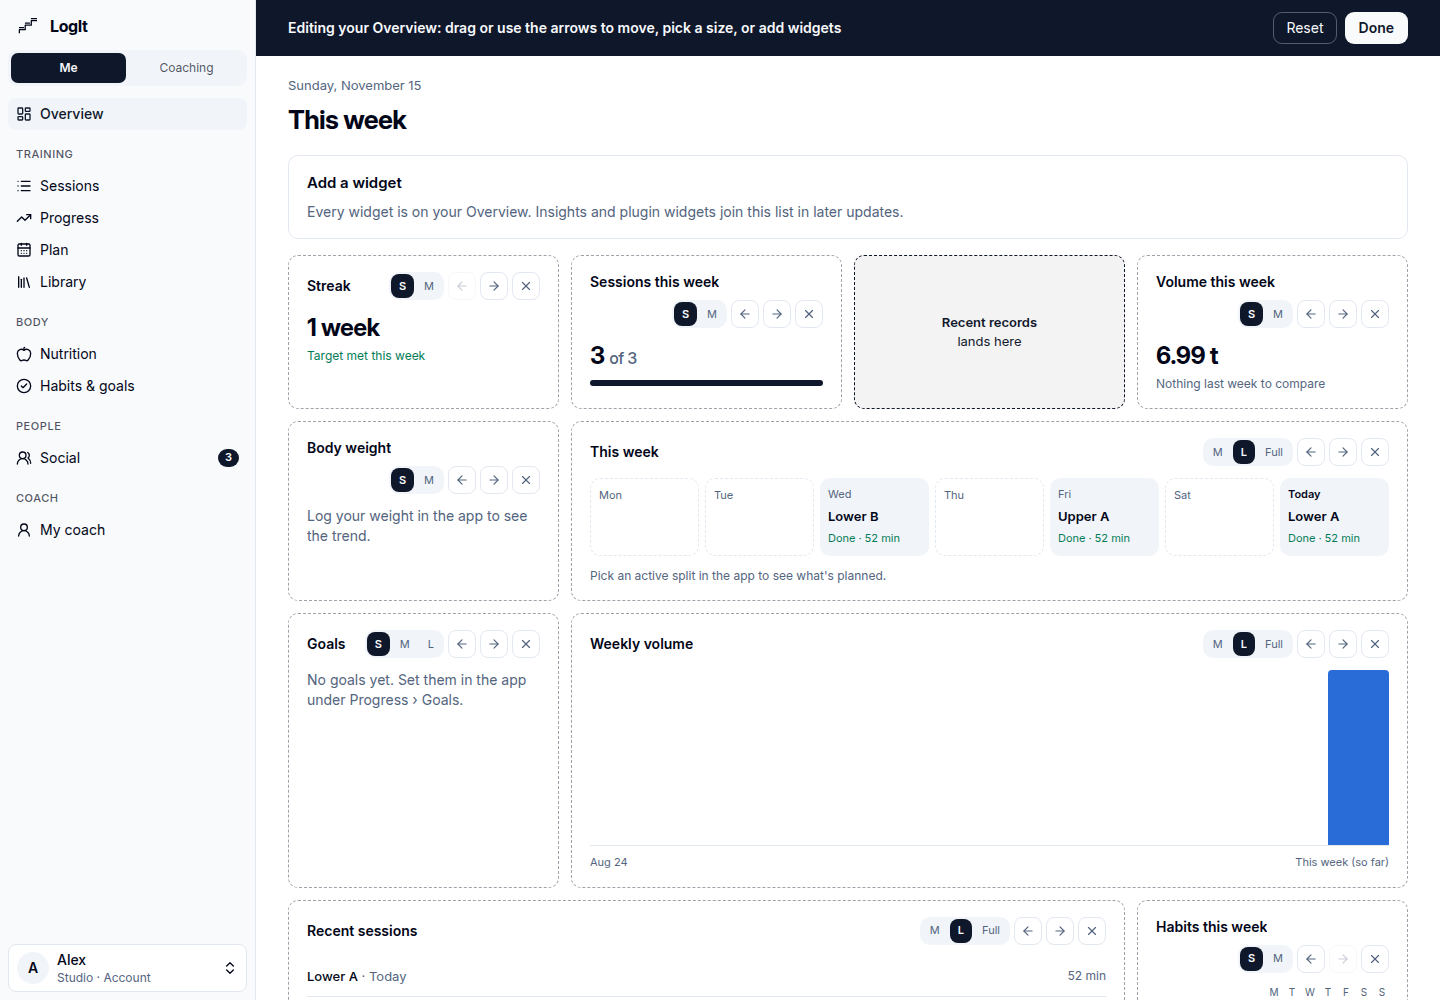 LogIt
Me
Coaching
Overview
TRAINING
Sessions
Progress
Plan
Library
BODY
Nutrition
Habits & goals
PEOPLE
Social
3
COACH
My coach
A
Alex
Studio · Account
Editing your Overview: drag or use the arrows to move, pick a size, or add widgets
Reset
Done
Sunday, November 15
This week
Add a widget
Every widget is on your Overview. Insights and plugin widgets join this list in later updates.
Streak
S M
1 week
Target met this week
Sessions this week
S M
3 of 3
Recent records
lands here
Volume this week
S M
6.99 t
Nothing last week to compare
Body weight
S M
Log your weight in the app to see
the trend.
This week
M L Full
Mon
Tue
Wed
Lower B
Done · 52 min
Thu
Fri
Upper A
Done · 52 min
Sat
Today
Lower A
Done · 52 min
Pick an active split in the app to see what's planned.
Goals
S M L
No goals yet. Set them in the app
under Progress › Goals.
Weekly volume
M L Full
Aug 24
This week (so far)
Recent sessions
M L Full
Lower A · Today
52 min
Habits this week
S M
M T W T F S S